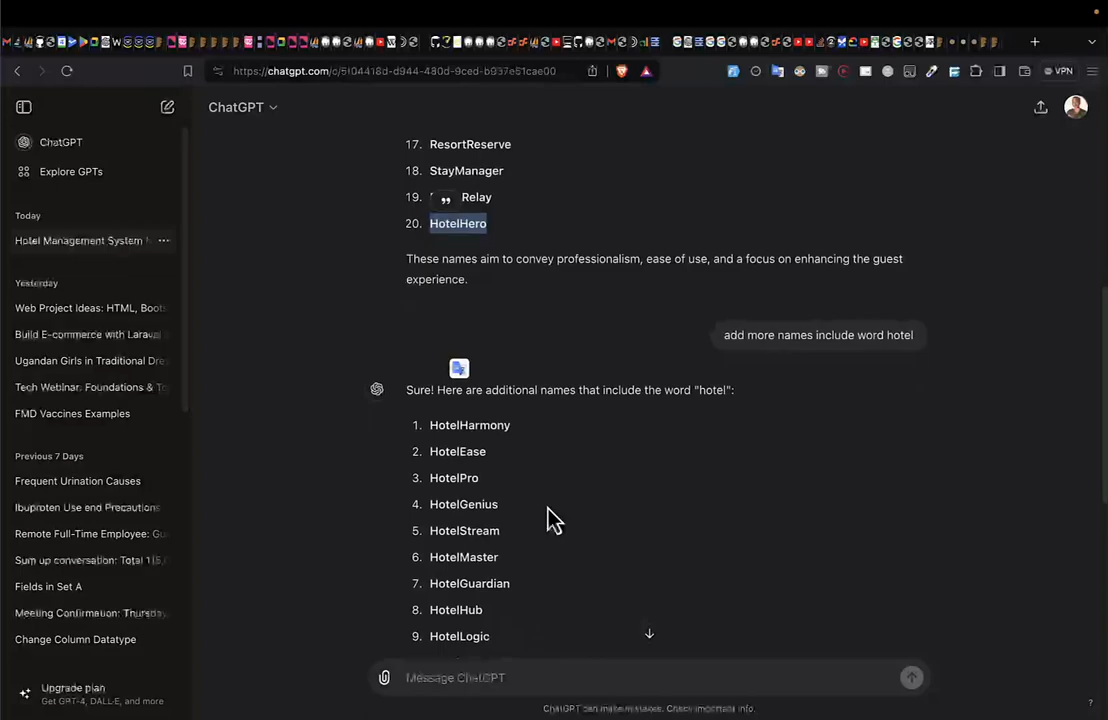 https://chatgpt.com/c/5f04418d-d944-480d-9ced-b937e51cae00
VPN
ChatGPT
ChatGPT
Explore GPTs
Today
Hotel Management System
Yesterday
Web Project Ideas: HTML, Boots
Build E-commerce with Laravel
Ugandan Girls in Traditional Dre
Tech Webinar: Foundations & To
FMD Vaccines Examples
Previous 7 Days
Frequent Urination Causes
Ibuprofen Use and Precautions
Remote Full-Time Employee: Gu
Sum up conversation: Total
Fields in Set A
Meeting Confirmation: Thursday
Change Column Datatype
Upgrade plan
Get GPT-4, DALL·E, and more
17. ResortReserve
18. StayManager
19. Relay
20. HotelHero
These names aim to convey professionalism, ease of use, and a focus on enhancing the guest
experience.
add more names include word hotel
Sure! Here are additional names that include the word "hotel":
1. HotelHarmony
2. HotelEase
3. HotelPro
4. HotelGenius
5. HotelStream
6. HotelMaster
7. HotelGuardian
8. HotelHub
9. HotelLogic
Message ChatGPT
ChatGPT can make mistakes. Check important info.
?